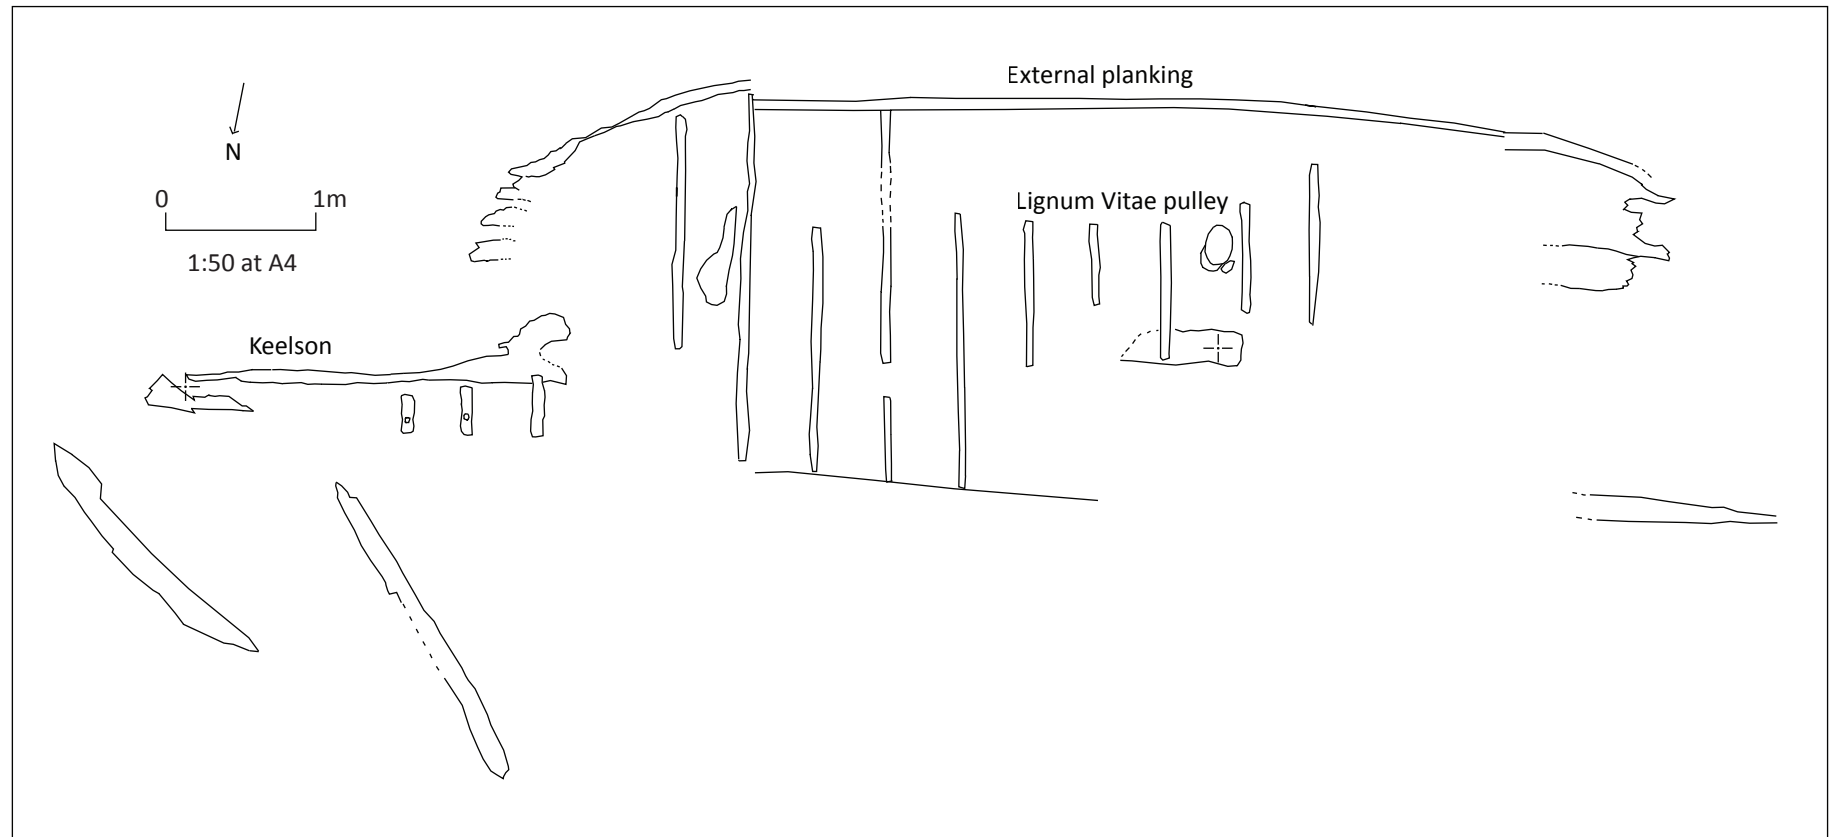 External planking
N
0 1m
1:50 at A4
Lignum Vitae pulley
Keelson